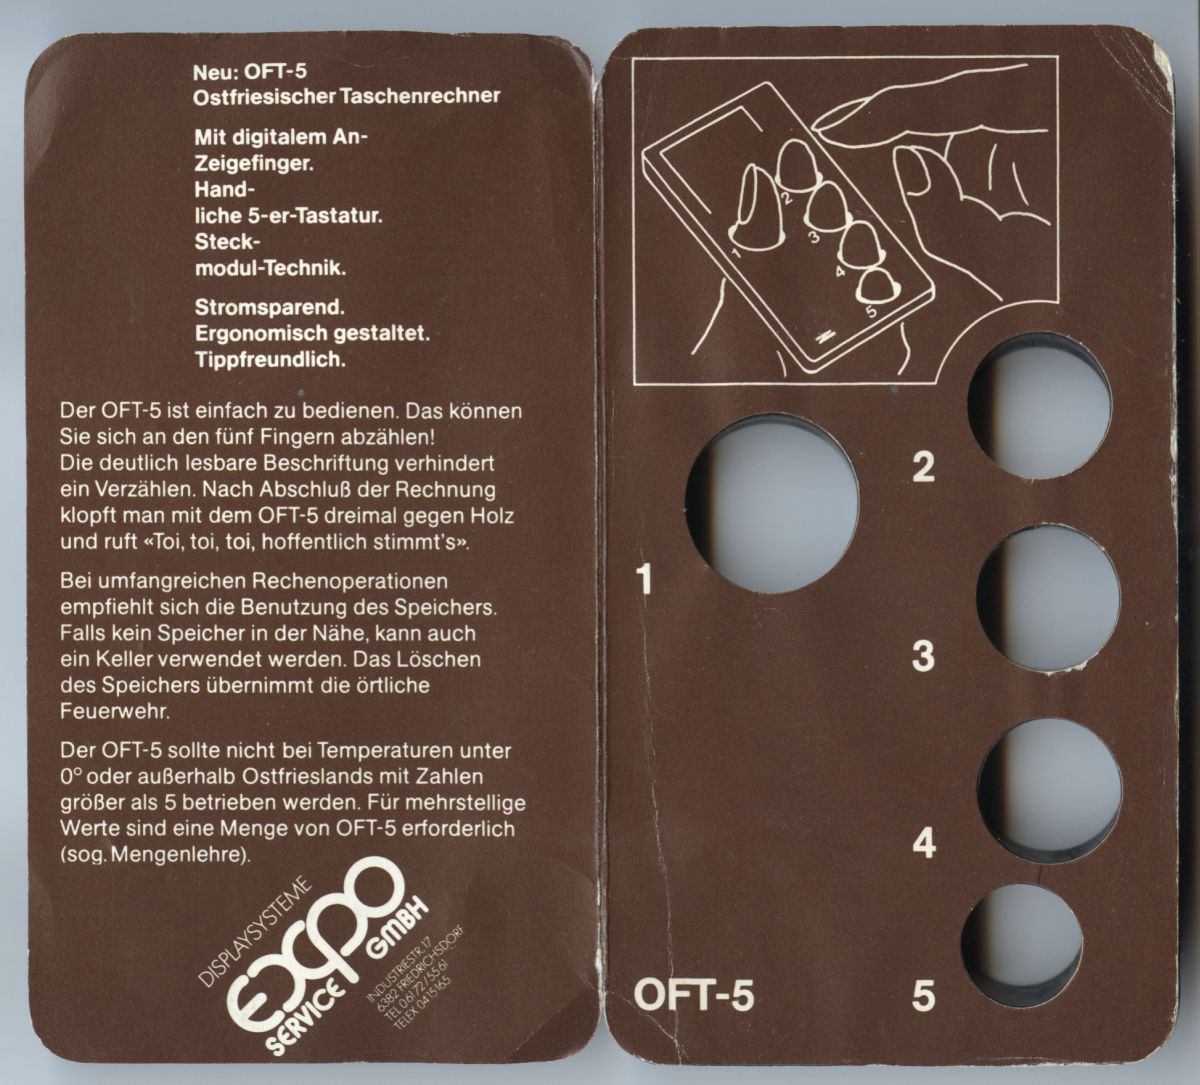 Neu: OFT-5
Ostfriesischer Taschenrechner
Mit digitalem An-
Zeigefinger.
Hand-
liche 5-er-Tastatur.
Steck-
modul-Technik.
Stromsparend.
Ergonomisch gestaltet.
Tippfreundlich.
Der OFT-5 ist einfach zu bedienen. Das können
Sie sich an den fünf Fingern abzählen!
Die deutlich lesbare Beschriftung verhindert
ein Verzählen. Nach Abschluß der Rechnung
klopft man mit dem OFT-5 dreimal gegen Holz
und ruft «Toi, toi, toi, hoffentlich stimmt's».
Bei umfangreichen Rechenoperationen
empfiehlt sich die Benutzung des Speichers.
Falls kein Speicher in der Nähe, kann auch
ein Keller verwendet werden. Das Löschen
des Speichers übernimmt die örtliche
Feuerwehr.
Der OFT-5 sollte nicht bei Temperaturen unter
0° oder außerhalb Ostfrieslands mit Zahlen
größer als 5 betrieben werden. Für mehrstellige
Werte sind eine Menge von OFT-5 erforderlich
(sog. Mengenlehre).
DISPLAYSYSTEME
expo
SERVICE GMBH
INDUSTRIESTR. 17
6382 FRIEDRICHSDORF
TEL 06172/5561
TELEX 0415165
1
2
3
4
5
2
1
3
4
OFT-5
5